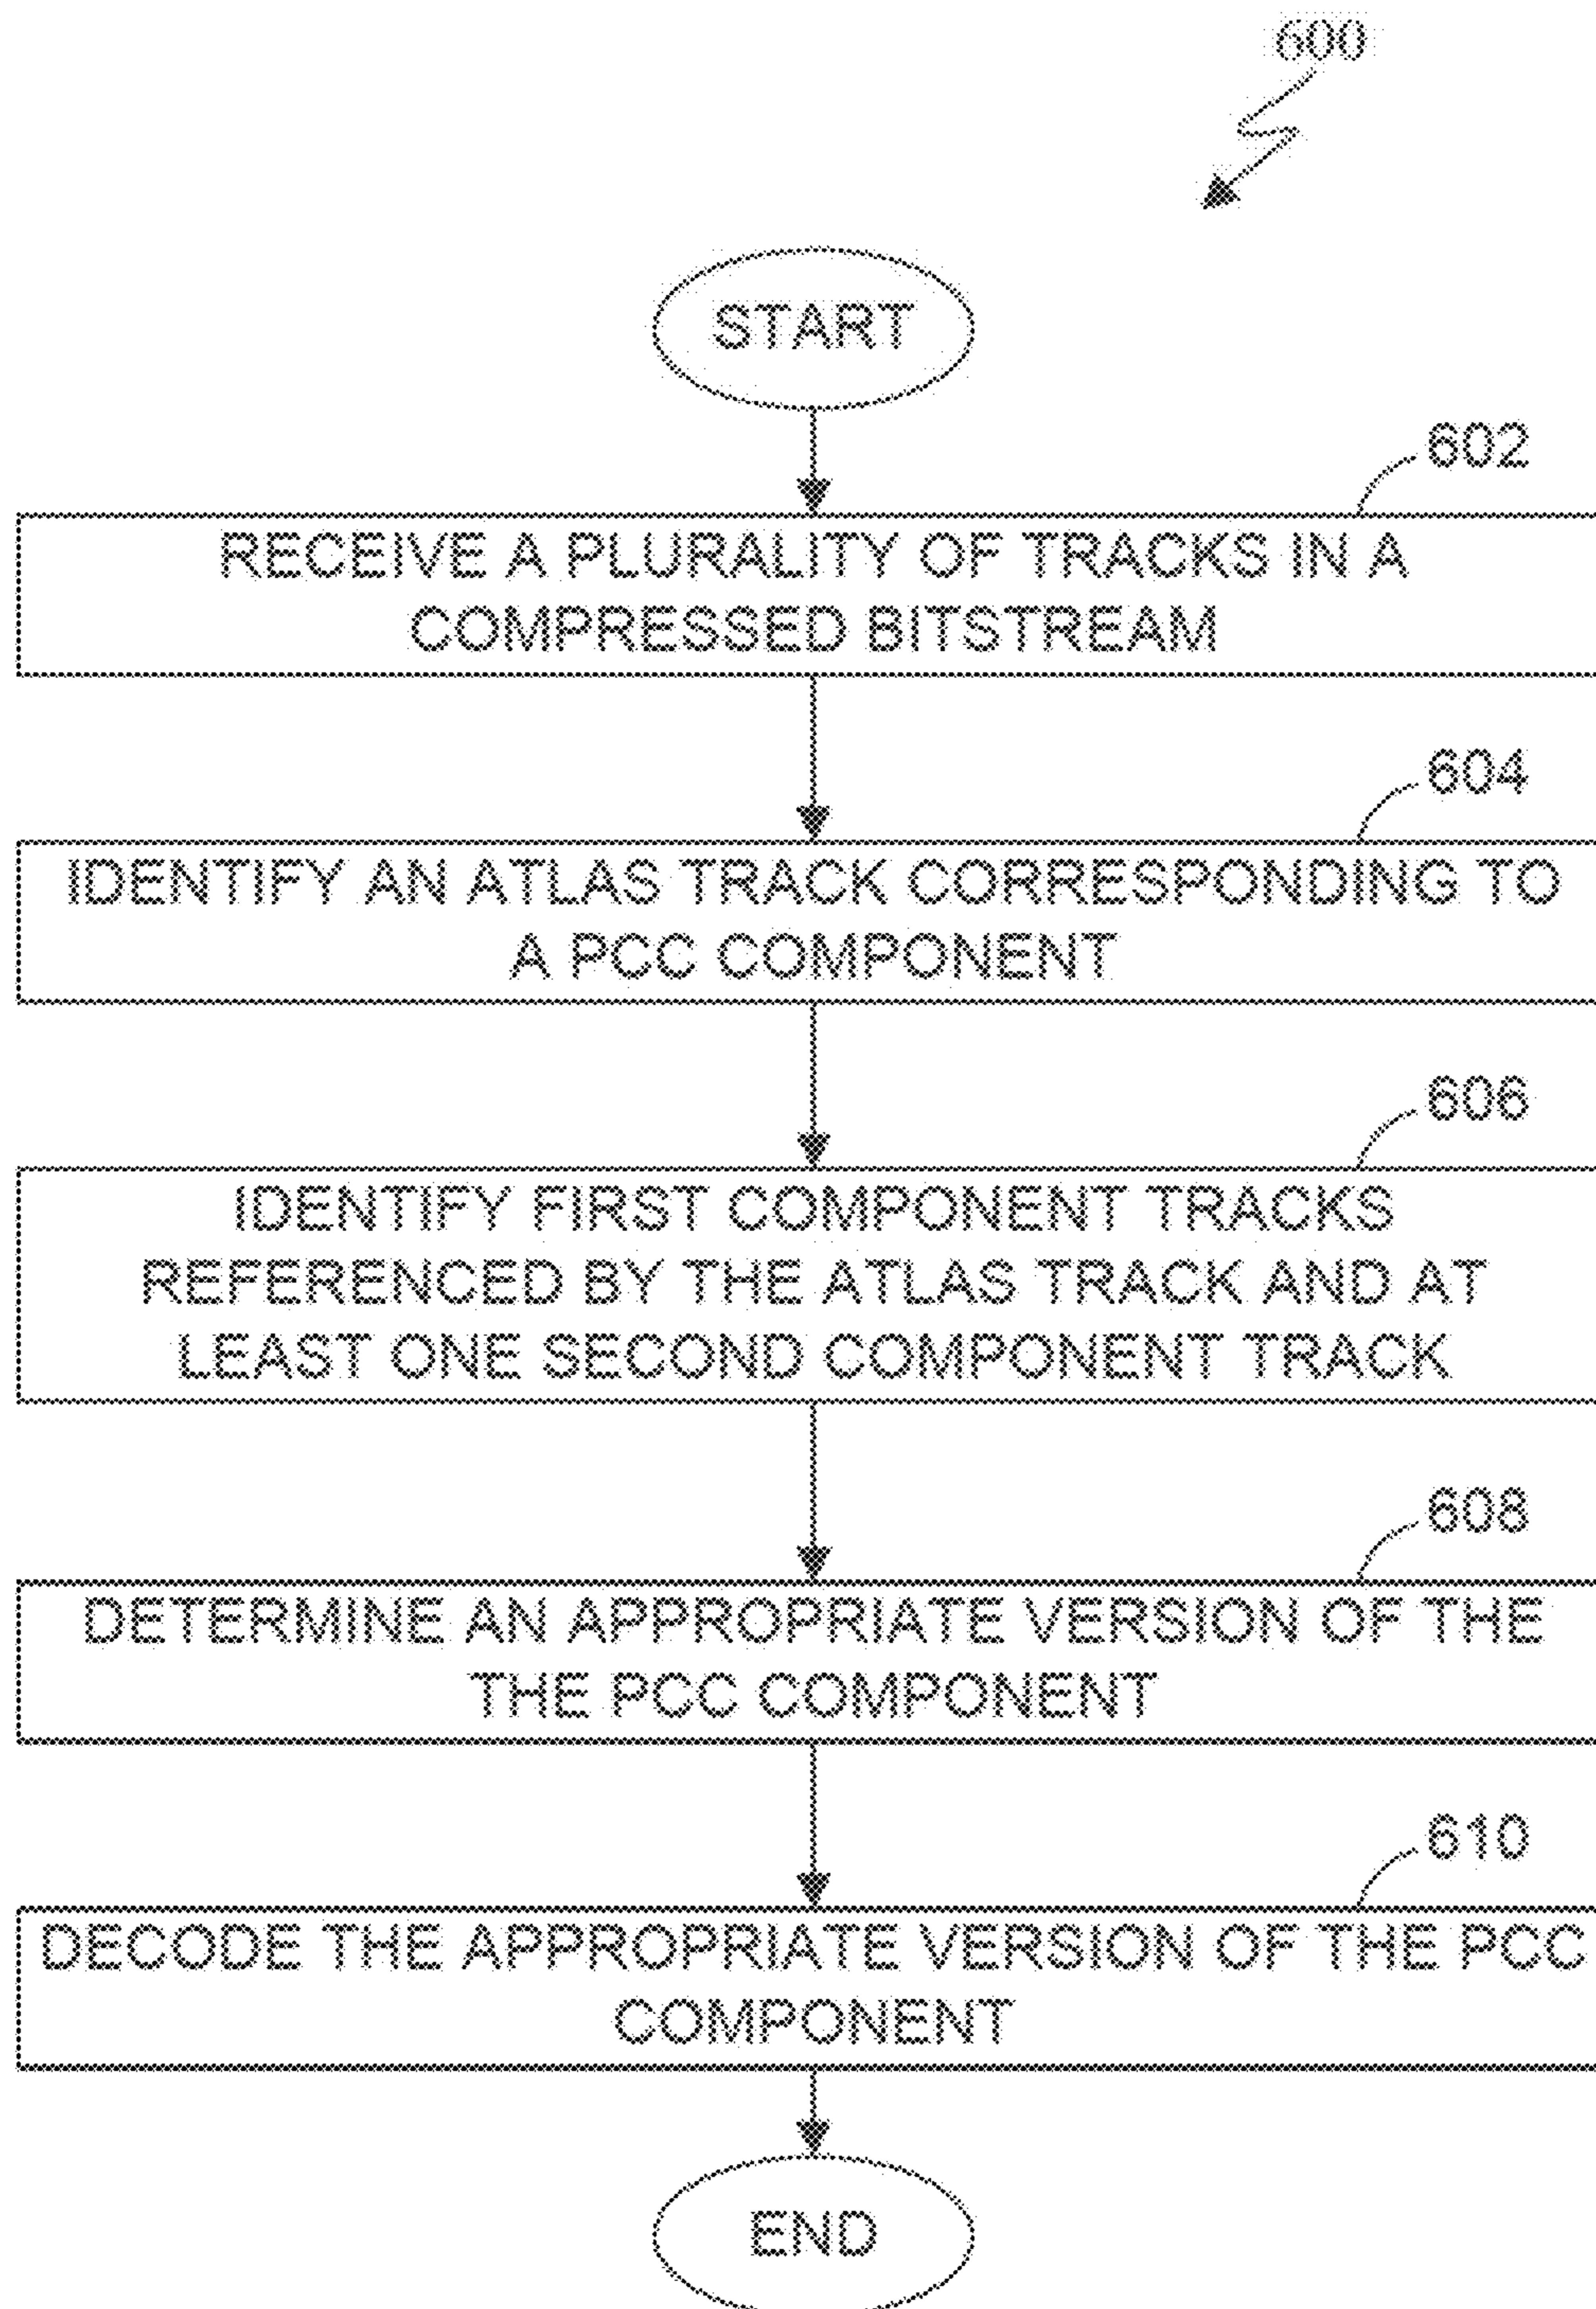 600
START
602
RECEIVE A PLURALITY OF TRACKS IN A
COMPRESSED BITSTREAM
604
IDENTIFY AN ATLAS TRACK CORRESPONDING TO
A PCC COMPONENT
606
IDENTIFY FIRST COMPONENT TRACKS
REFERENCED BY THE ATLAS TRACK AND AT
LEAST ONE SECOND COMPONENT TRACK
608
DETERMINE AN APPROPRIATE VERSION OF THE
THE PCC COMPONENT
610
DECODE THE APPROPRIATE VERSION OF THE PCC
COMPONENT
END